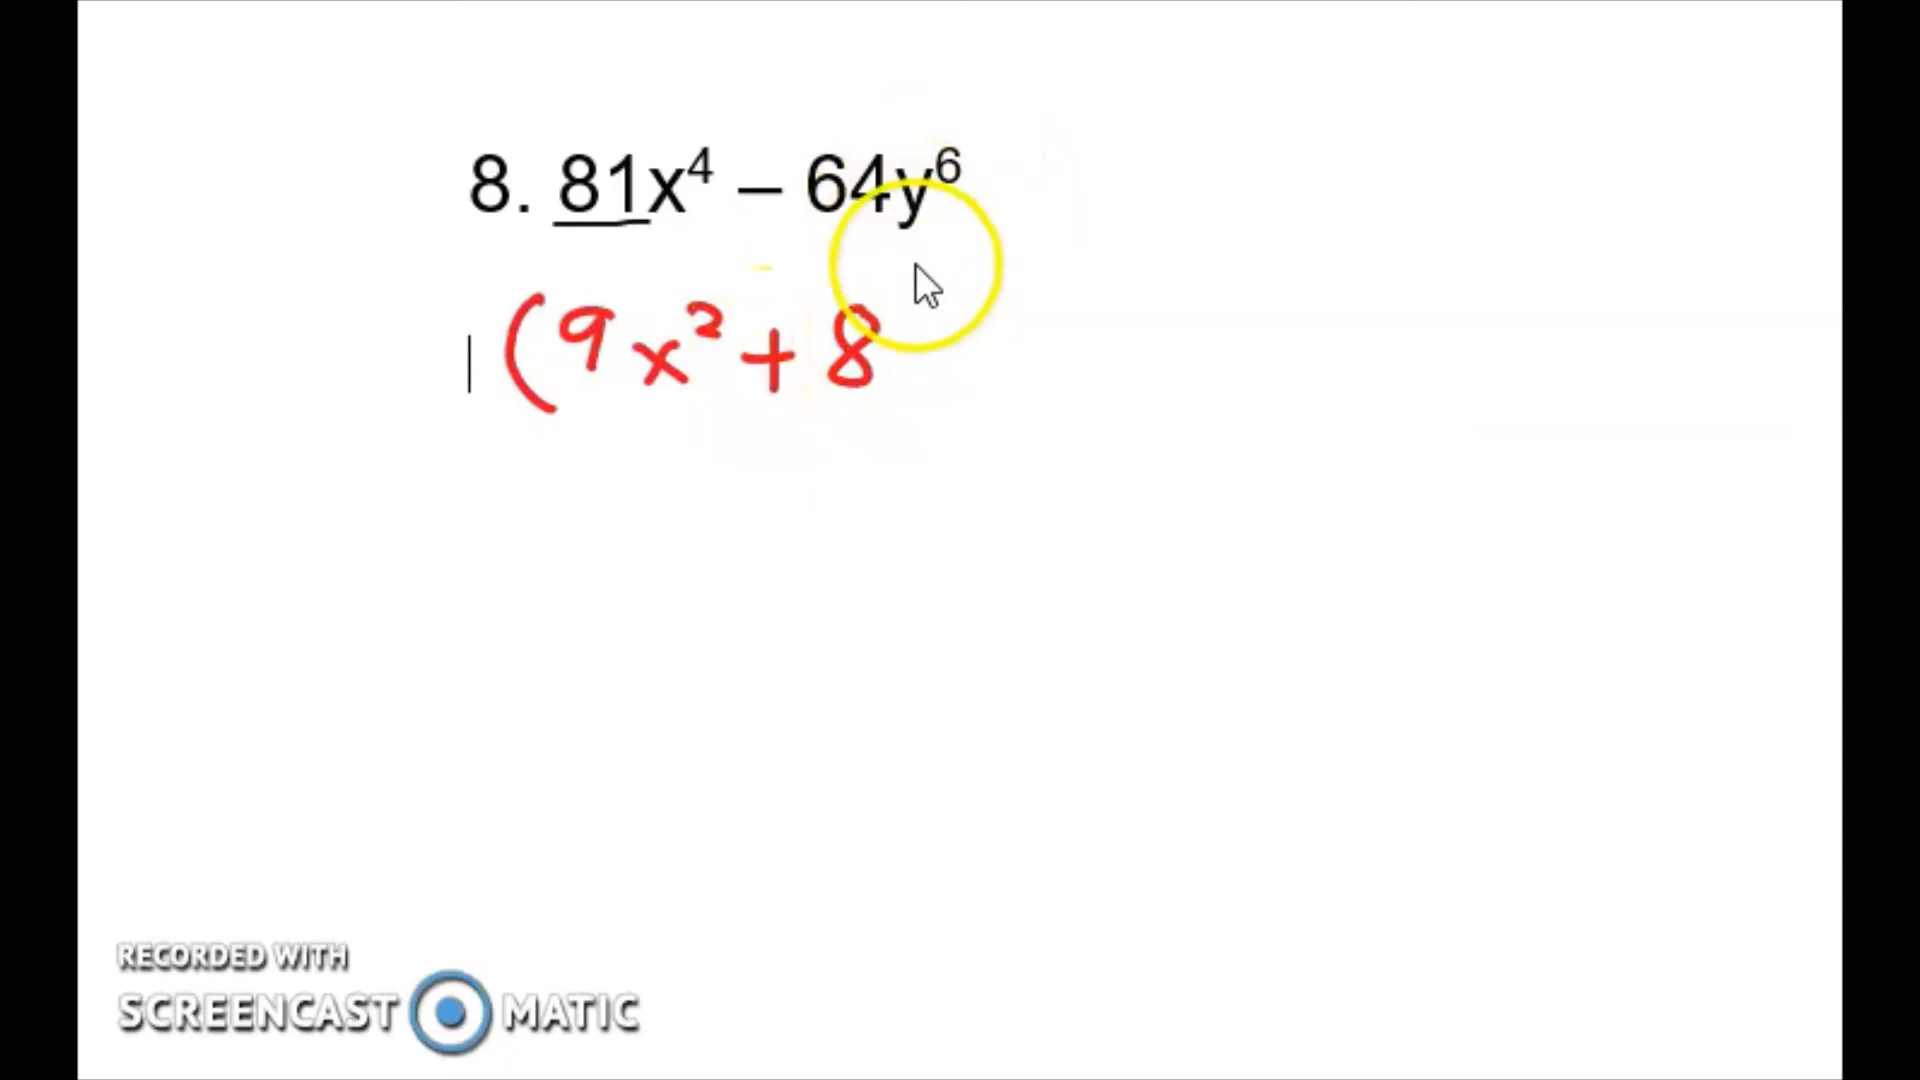 8. 81x⁴ – 64y⁶
(9x² + 8
RECORDED WITH
SCREENCAST MATIC